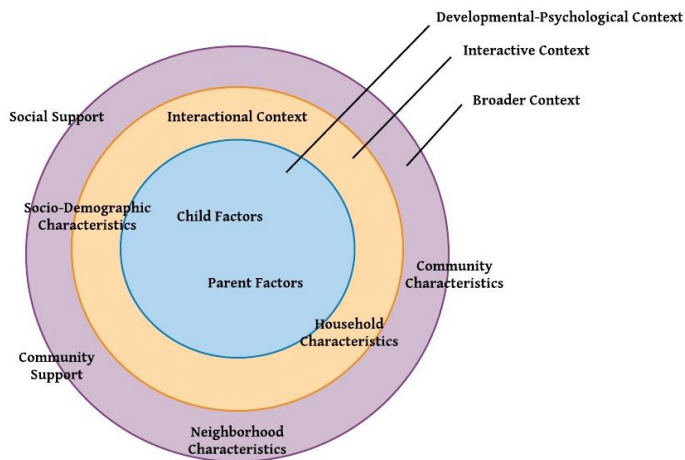 Developmental-Psychological Context
Interactive Context
Broader Context
Social Support
Interactional Context
Socio-Demographic
Characteristics
Child Factors
Parent Factors
Community
Characteristics
Household
Characteristics
Community
Support
Neighborhood
Characteristics